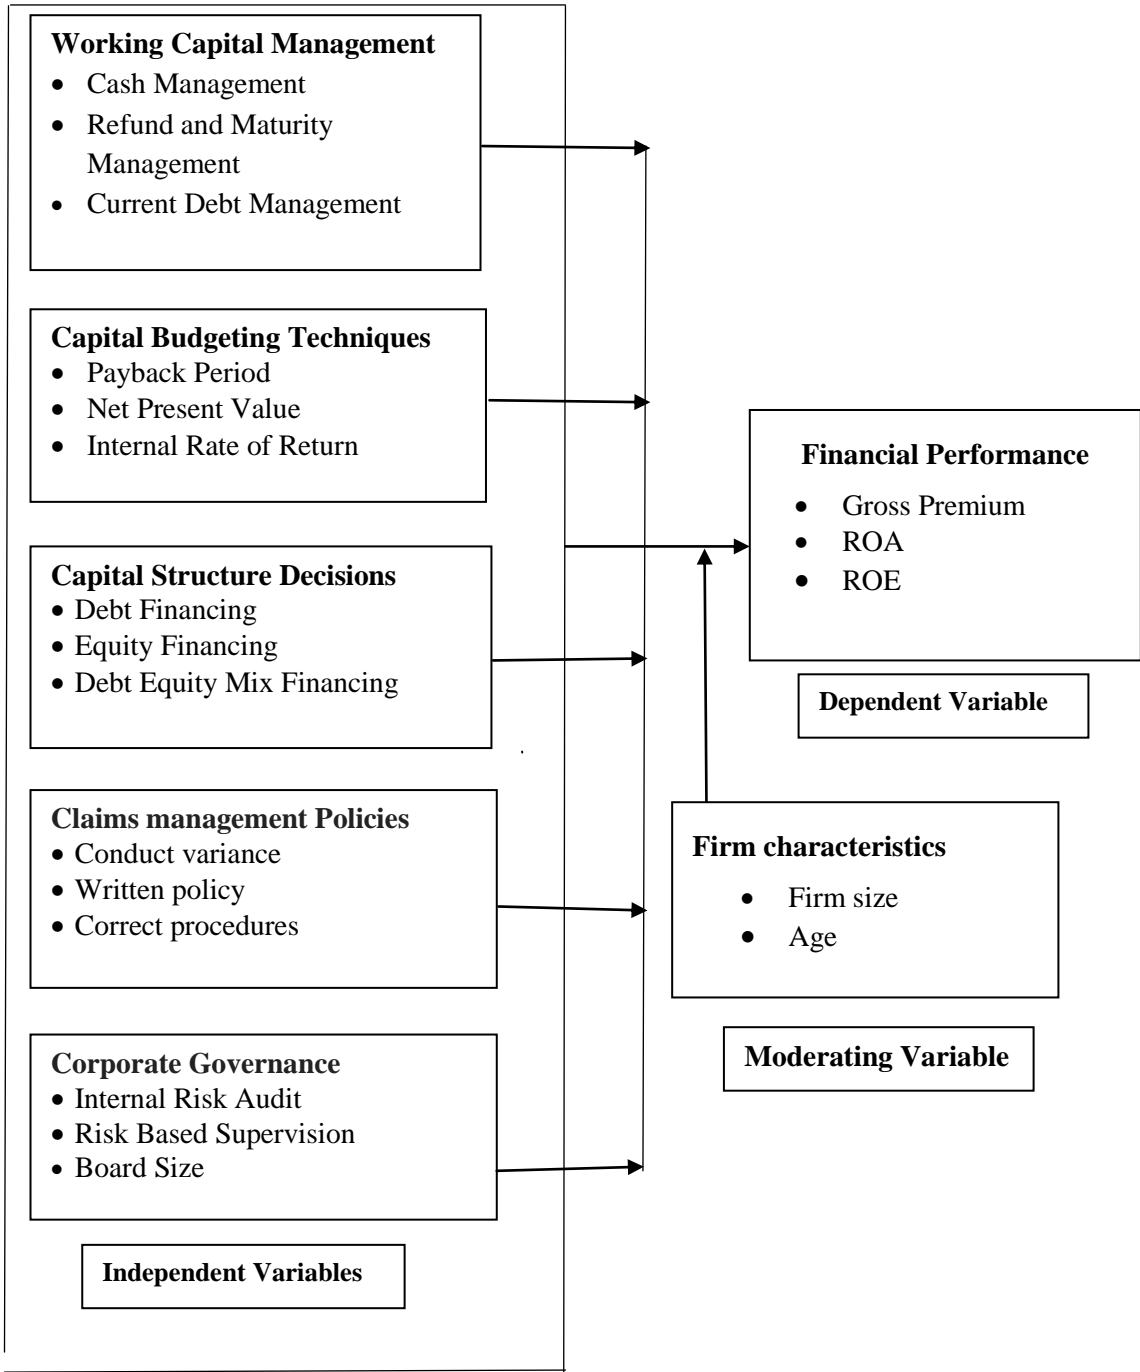 Working Capital Management
• Cash Management
• Refund and Maturity
Management
• Current Debt Management
Capital Budgeting Techniques
• Payback Period
• Net Present Value
• Internal Rate of Return
Capital Structure Decisions
• Debt Financing
• Equity Financing
• Debt Equity Mix Financing
Claims management Policies
• Conduct variance
• Written policy
• Correct procedures
Corporate Governance
• Internal Risk Audit
• Risk Based Supervision
• Board Size
Independent Variables
Financial Performance
• Gross Premium
• ROA
• ROE
Dependent Variable
Firm characteristics
• Firm size
• Age
Moderating Variable